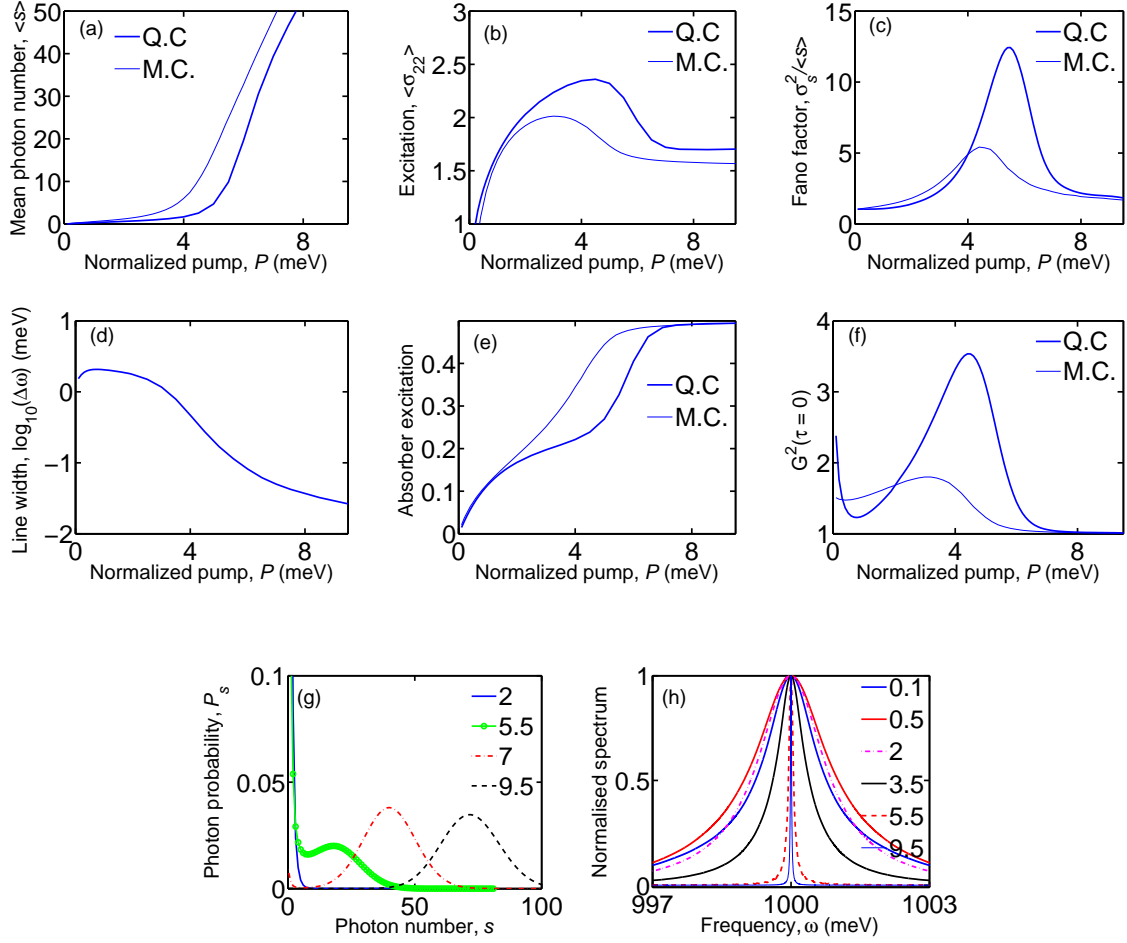 (a)
Q.C
M.C.
Mean photon number, <s>
50
40
30
20
10
0
0 4 8
Normalized pump, P (meV)
(b)
Q.C
M.C.
Excitation, <σ22>
3
2.5
2
1.5
1
0 4 8
Normalized pump, P (meV)
(c)
Q.C
M.C.
Fano factor, σs²/<s>
15
10
5
0
0 4 8
Normalized pump, P (meV)
(d)
Line width, log10(Δω) (meV)
1
0
−1
−2
0 4 8
Normalized pump, P (meV)
(e)
Q.C
M.C.
Absorber excitation
0.4
0.3
0.2
0.1
0
0 4 8
Normalized pump, P (meV)
(f)
Q.C
M.C.
G²(τ = 0)
4
3
2
1
0 4 8
Normalized pump, P (meV)
(g)
2
5.5
7
9.5
Photon probability, Ps
0.1
0.05
0
0 50 100
Photon number, s
(h)
0.1
0.5
2
3.5
5.5
9.5
Normalised spectrum
1
0.5
0
997 1000 1003
Frequency, ω (meV)